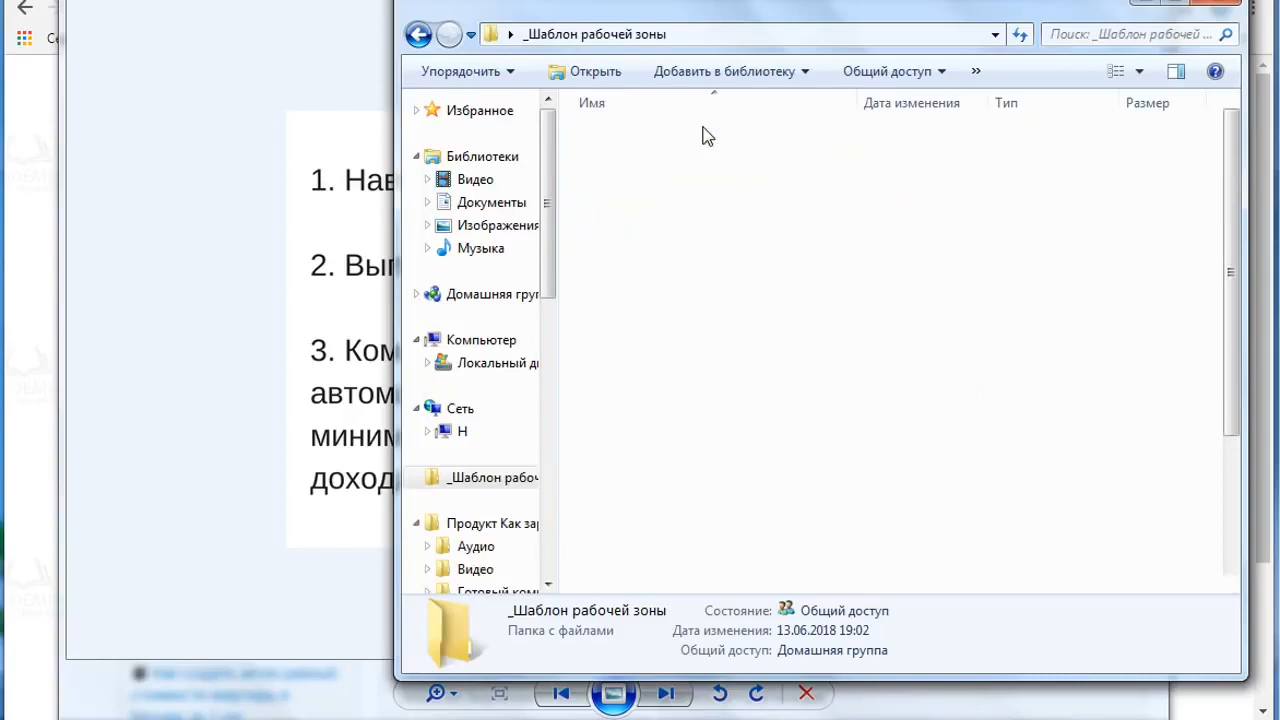 _Шаблон рабочей зоны
Поиск: _Шаблон рабочей ...
Упорядочить
Открыть
Добавить в библиотеку
Общий доступ
»
Имя
Дата изменения
Тип
Размер
Избранное
Библиотеки
Видео
Документы
Изображения
Музыка
Домашняя груп
Компьютер
Локальный ди
Сеть
H
_Шаблон рабоч
Продукт Как зар
Аудио
Видео
_Шаблон рабочей зоны
Папка с файлами
Состояние: Общий доступ
Дата изменения: 13.06.2018 19:02
Общий доступ: Домашняя группа
1. Нав
2. Вып
3. Ком
автом
миним
доход